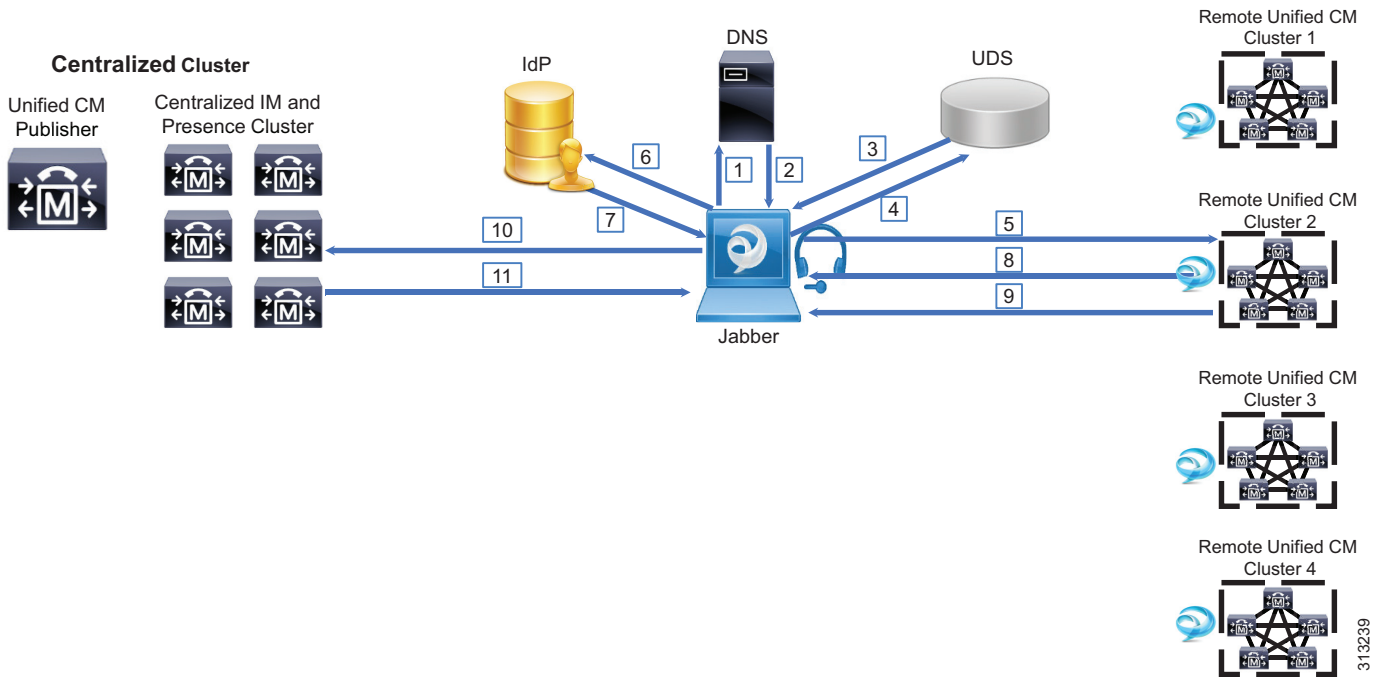 Centralized Cluster
Unified CM
Publisher
Centralized IM and
Presence Cluster
M
M
M
M
M
M
M
IdP
DNS
UDS
6
1
2
3
4
7
10
11
5
8
9
Jabber
Remote Unified CM
Cluster 1
M
M
M
M
M
Remote Unified CM
Cluster 2
M
M
M
M
M
Remote Unified CM
Cluster 3
M
M
M
M
M
Remote Unified CM
Cluster 4
M
M
M
M
M
313239